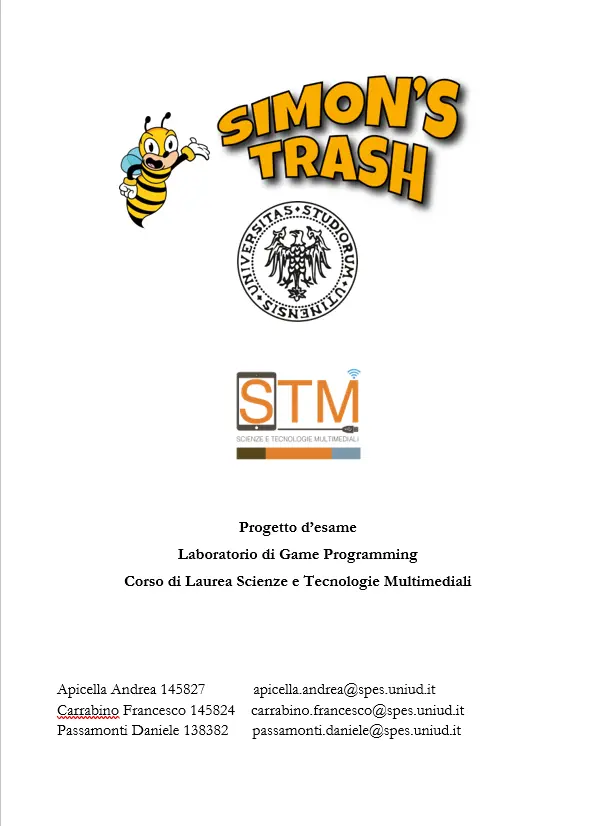 SIMON'S
TRASH
UNIVERSITAS • STUDIORUM • UTINENSIS •
STM
SCIENZE E TECNOLOGIE MULTIMEDIALI
Progetto d'esame
Laboratorio di Game Programming
Corso di Laurea Scienze e Tecnologie Multimediali
Apicella Andrea 145827 apicella.andrea@spes.uniud.it
Carrabino Francesco 145824 carrabino.francesco@spes.uniud.it
Passamonti Daniele 138382 passamonti.daniele@spes.uniud.it